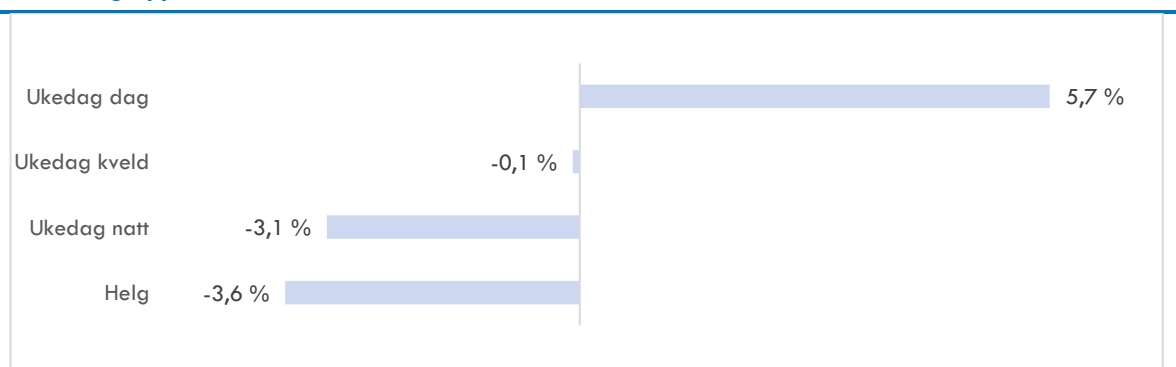 Ukedag dag 5,7 %
Ukedag kveld -0,1 %
Ukedag natt -3,1 %
Helg -3,6 %